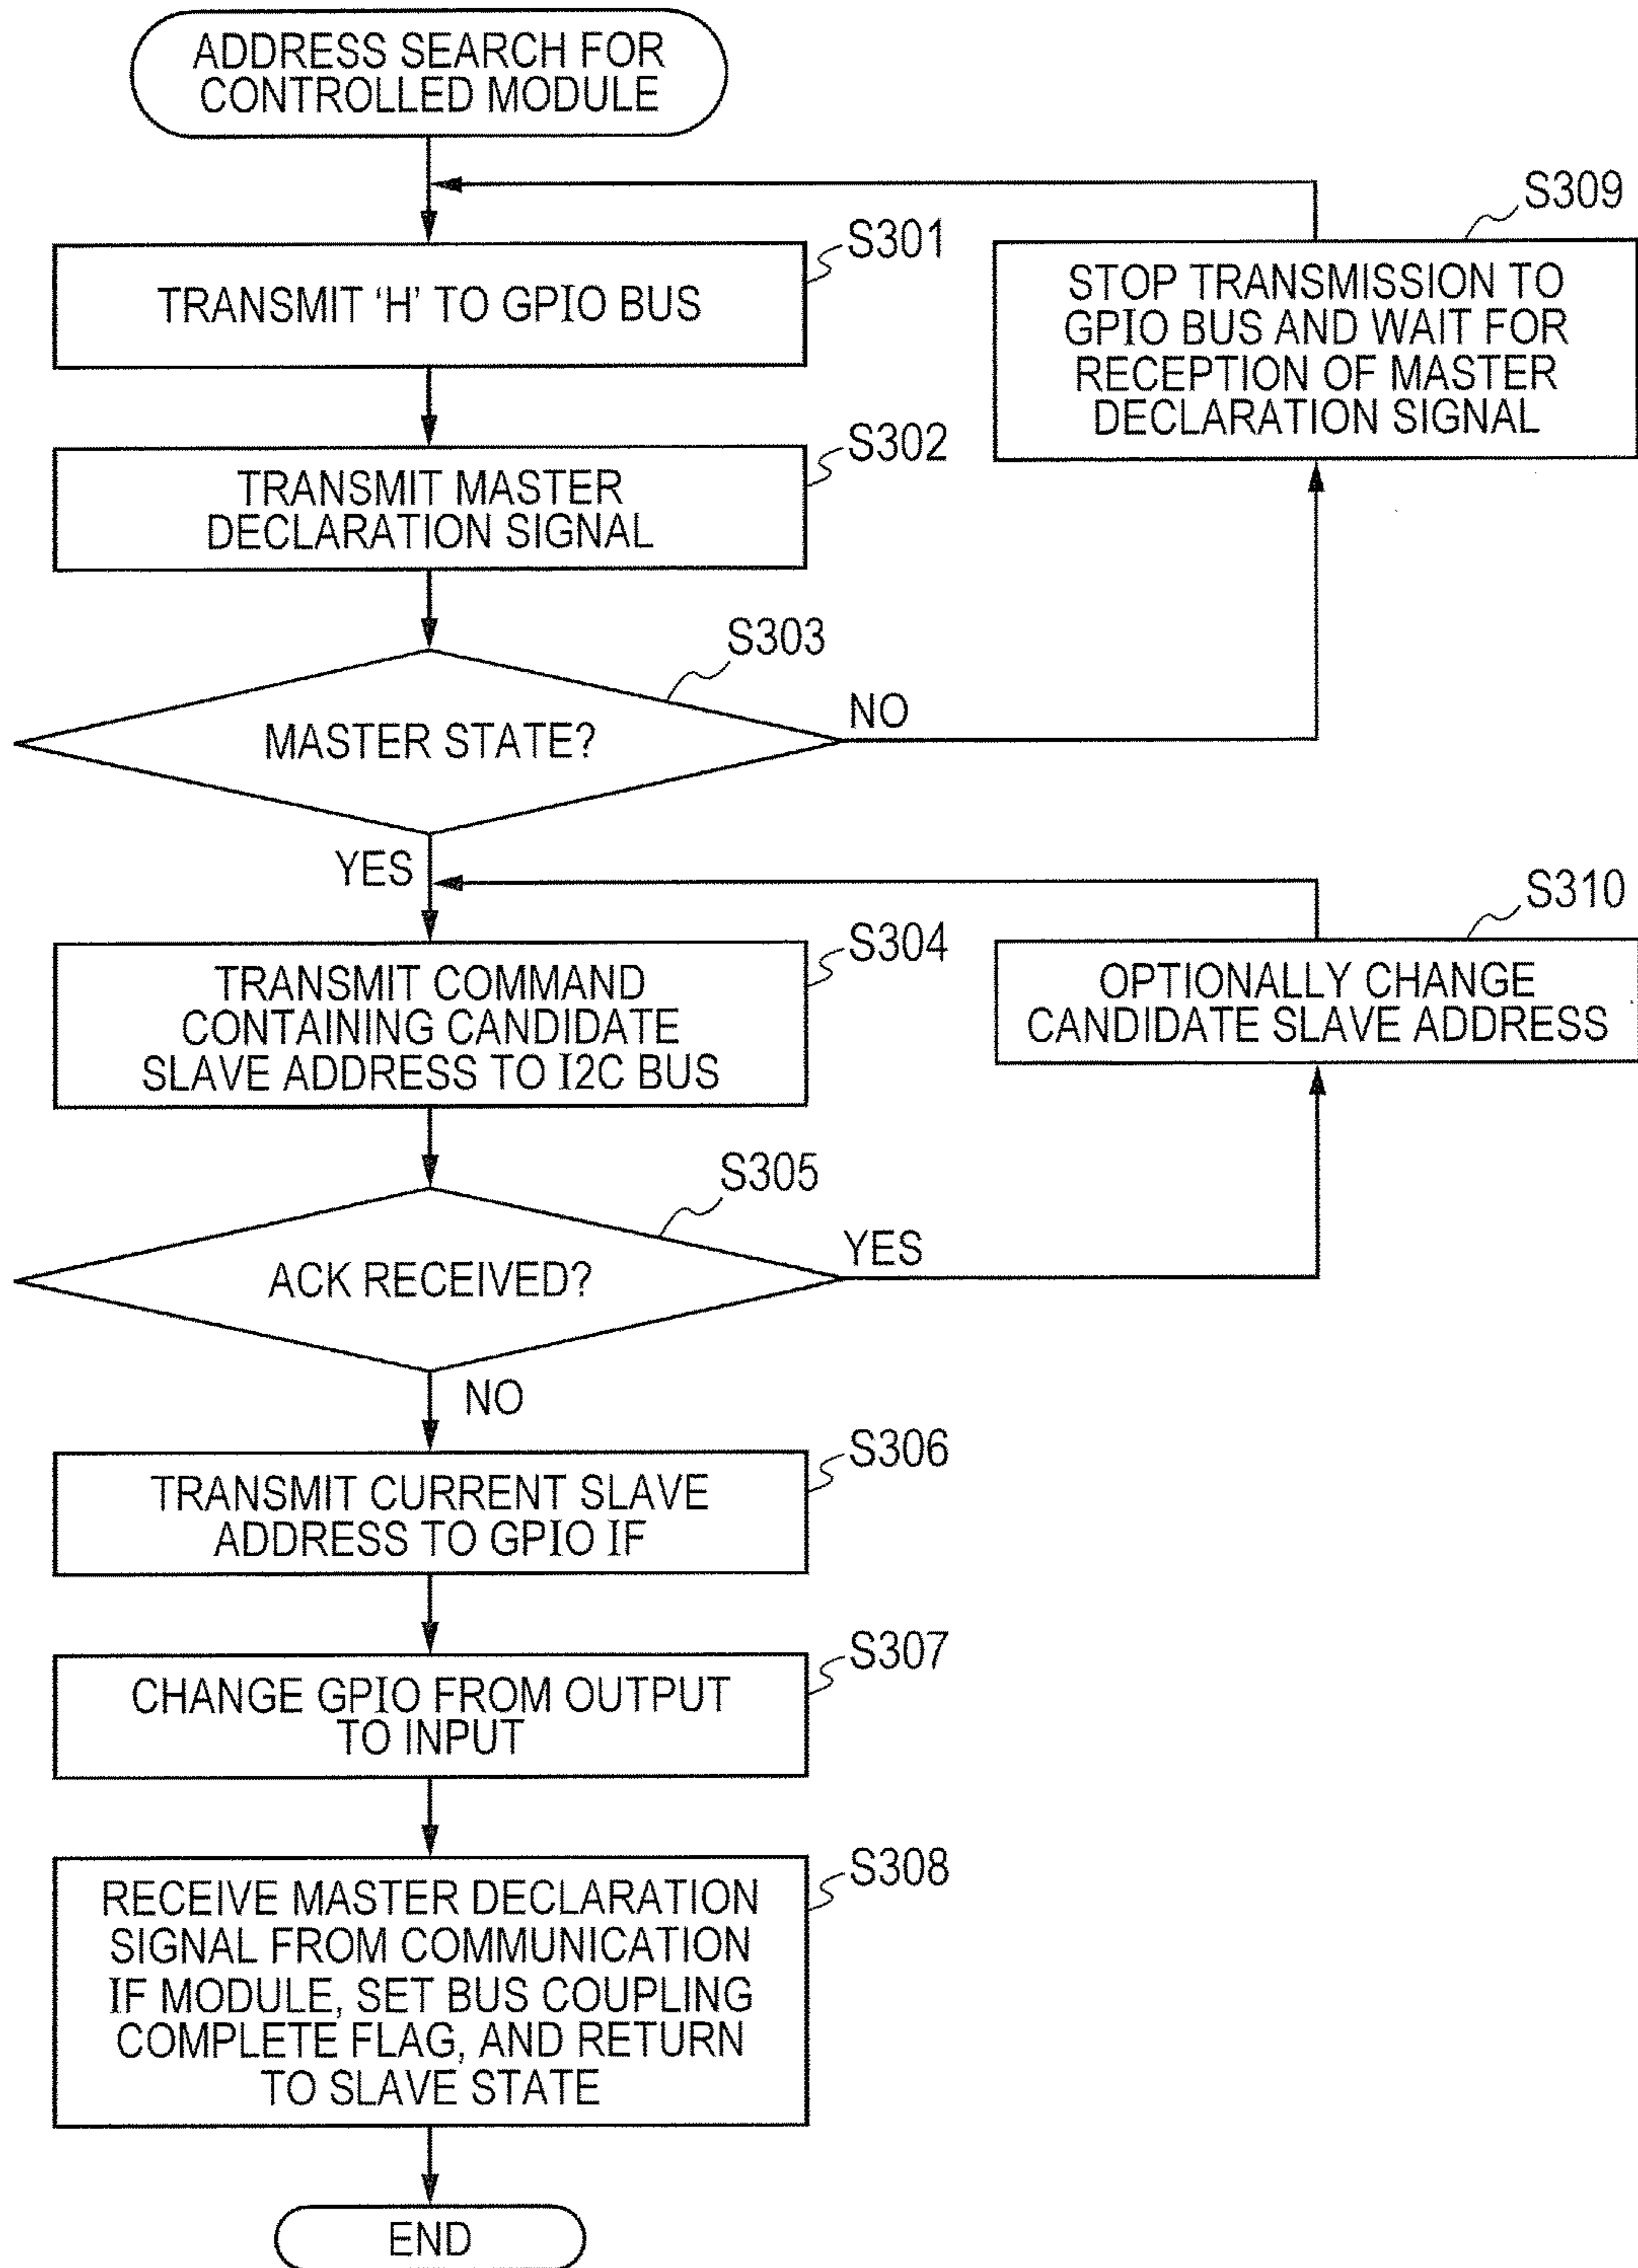 ADDRESS SEARCH FOR
CONTROLLED MODULE
S301
TRANSMIT 'H' TO GPIO BUS
S309
STOP TRANSMISSION TO
GPIO BUS AND WAIT FOR
RECEPTION OF MASTER
DECLARATION SIGNAL
S302
TRANSMIT MASTER
DECLARATION SIGNAL
S303
MASTER STATE?
NO
YES
S304
TRANSMIT COMMAND
CONTAINING CANDIDATE
SLAVE ADDRESS TO I2C BUS
S310
OPTIONALLY CHANGE
CANDIDATE SLAVE ADDRESS
S305
ACK RECEIVED?
YES
NO
S306
TRANSMIT CURRENT SLAVE
ADDRESS TO GPIO IF
S307
CHANGE GPIO FROM OUTPUT
TO INPUT
S308
RECEIVE MASTER DECLARATION
SIGNAL FROM COMMUNICATION
IF MODULE, SET BUS COUPLING
COMPLETE FLAG, AND RETURN
TO SLAVE STATE
END